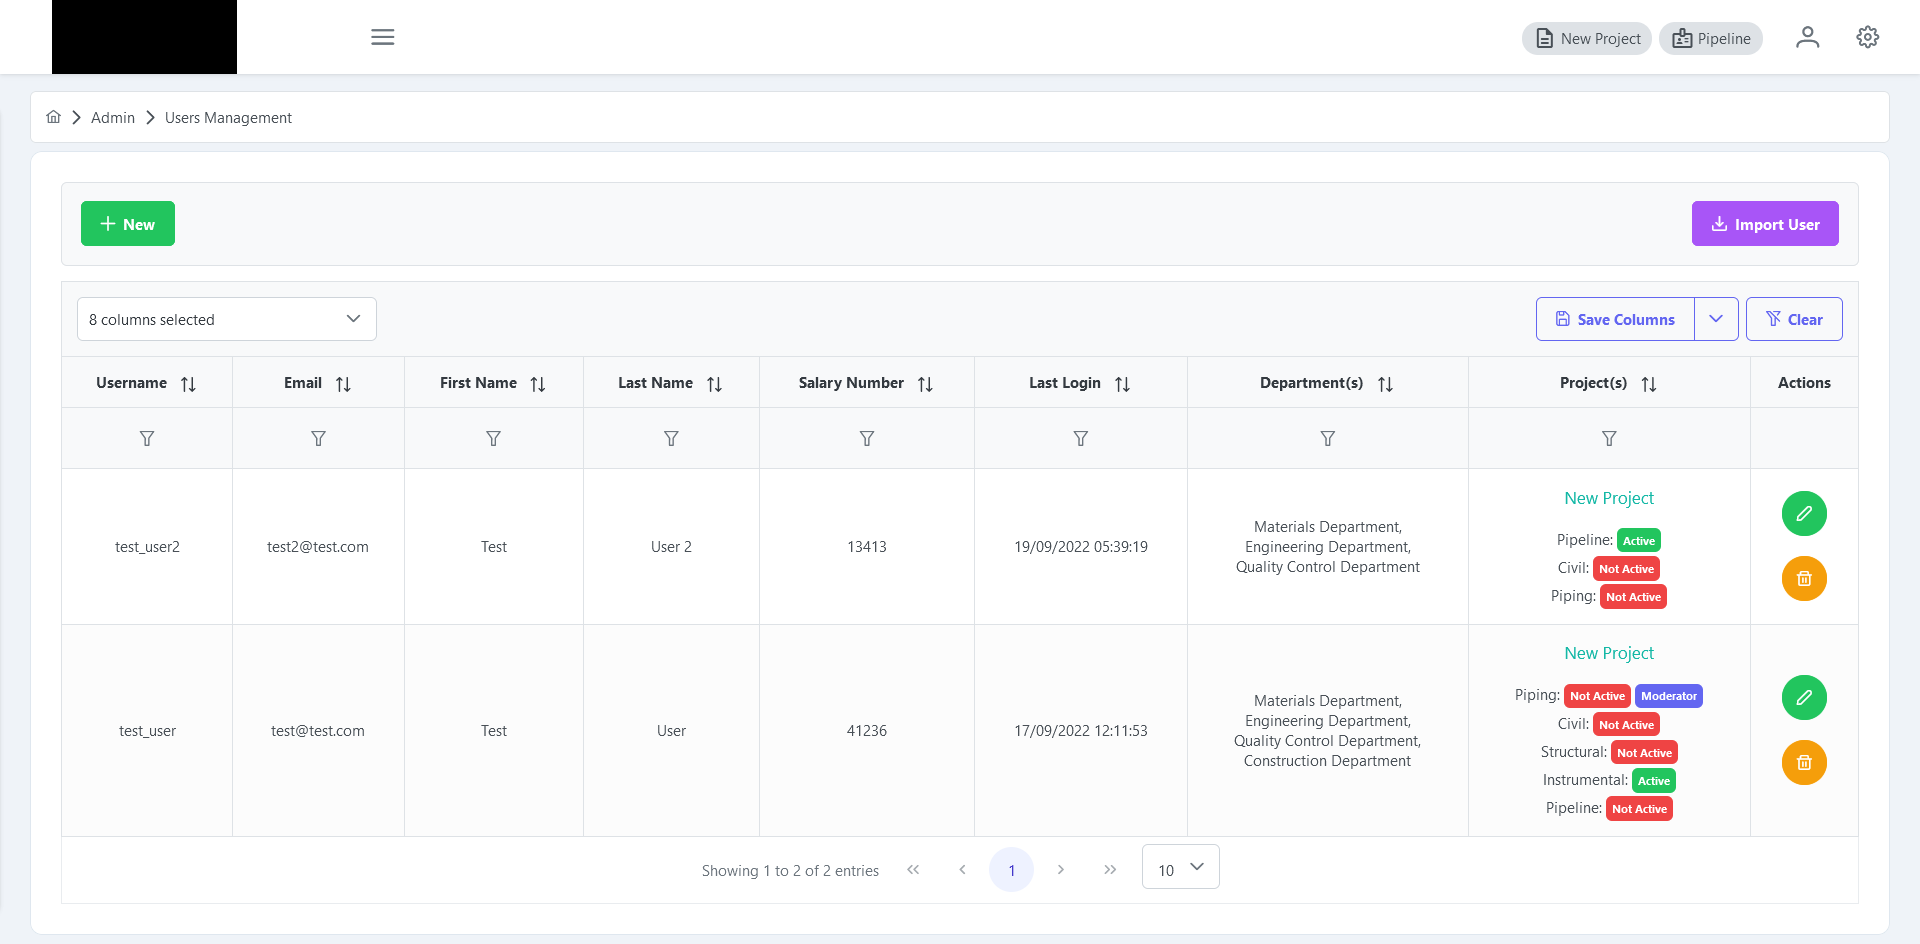 New Project
Pipeline
Admin
Users Management
New
Import User
8 columns selected
Save Columns
Clear
Username
Email
First Name
Last Name
Salary Number
Last Login
Department(s)
Project(s)
Actions
test_user2
test2@test.com
Test
User 2
13413
19/09/2022 05:39:19
Materials Department,
Engineering Department,
Quality Control Department
New Project
Pipeline: Active
Civil: Not Active
Piping: Not Active
test_user
test@test.com
Test
User
41236
17/09/2022 12:11:53
Materials Department,
Engineering Department,
Quality Control Department,
Construction Department
New Project
Piping: Not Active Moderator
Civil: Not Active
Structural: Not Active
Instrumental: Active
Pipeline: Not Active
Showing 1 to 2 of 2 entries
1
10